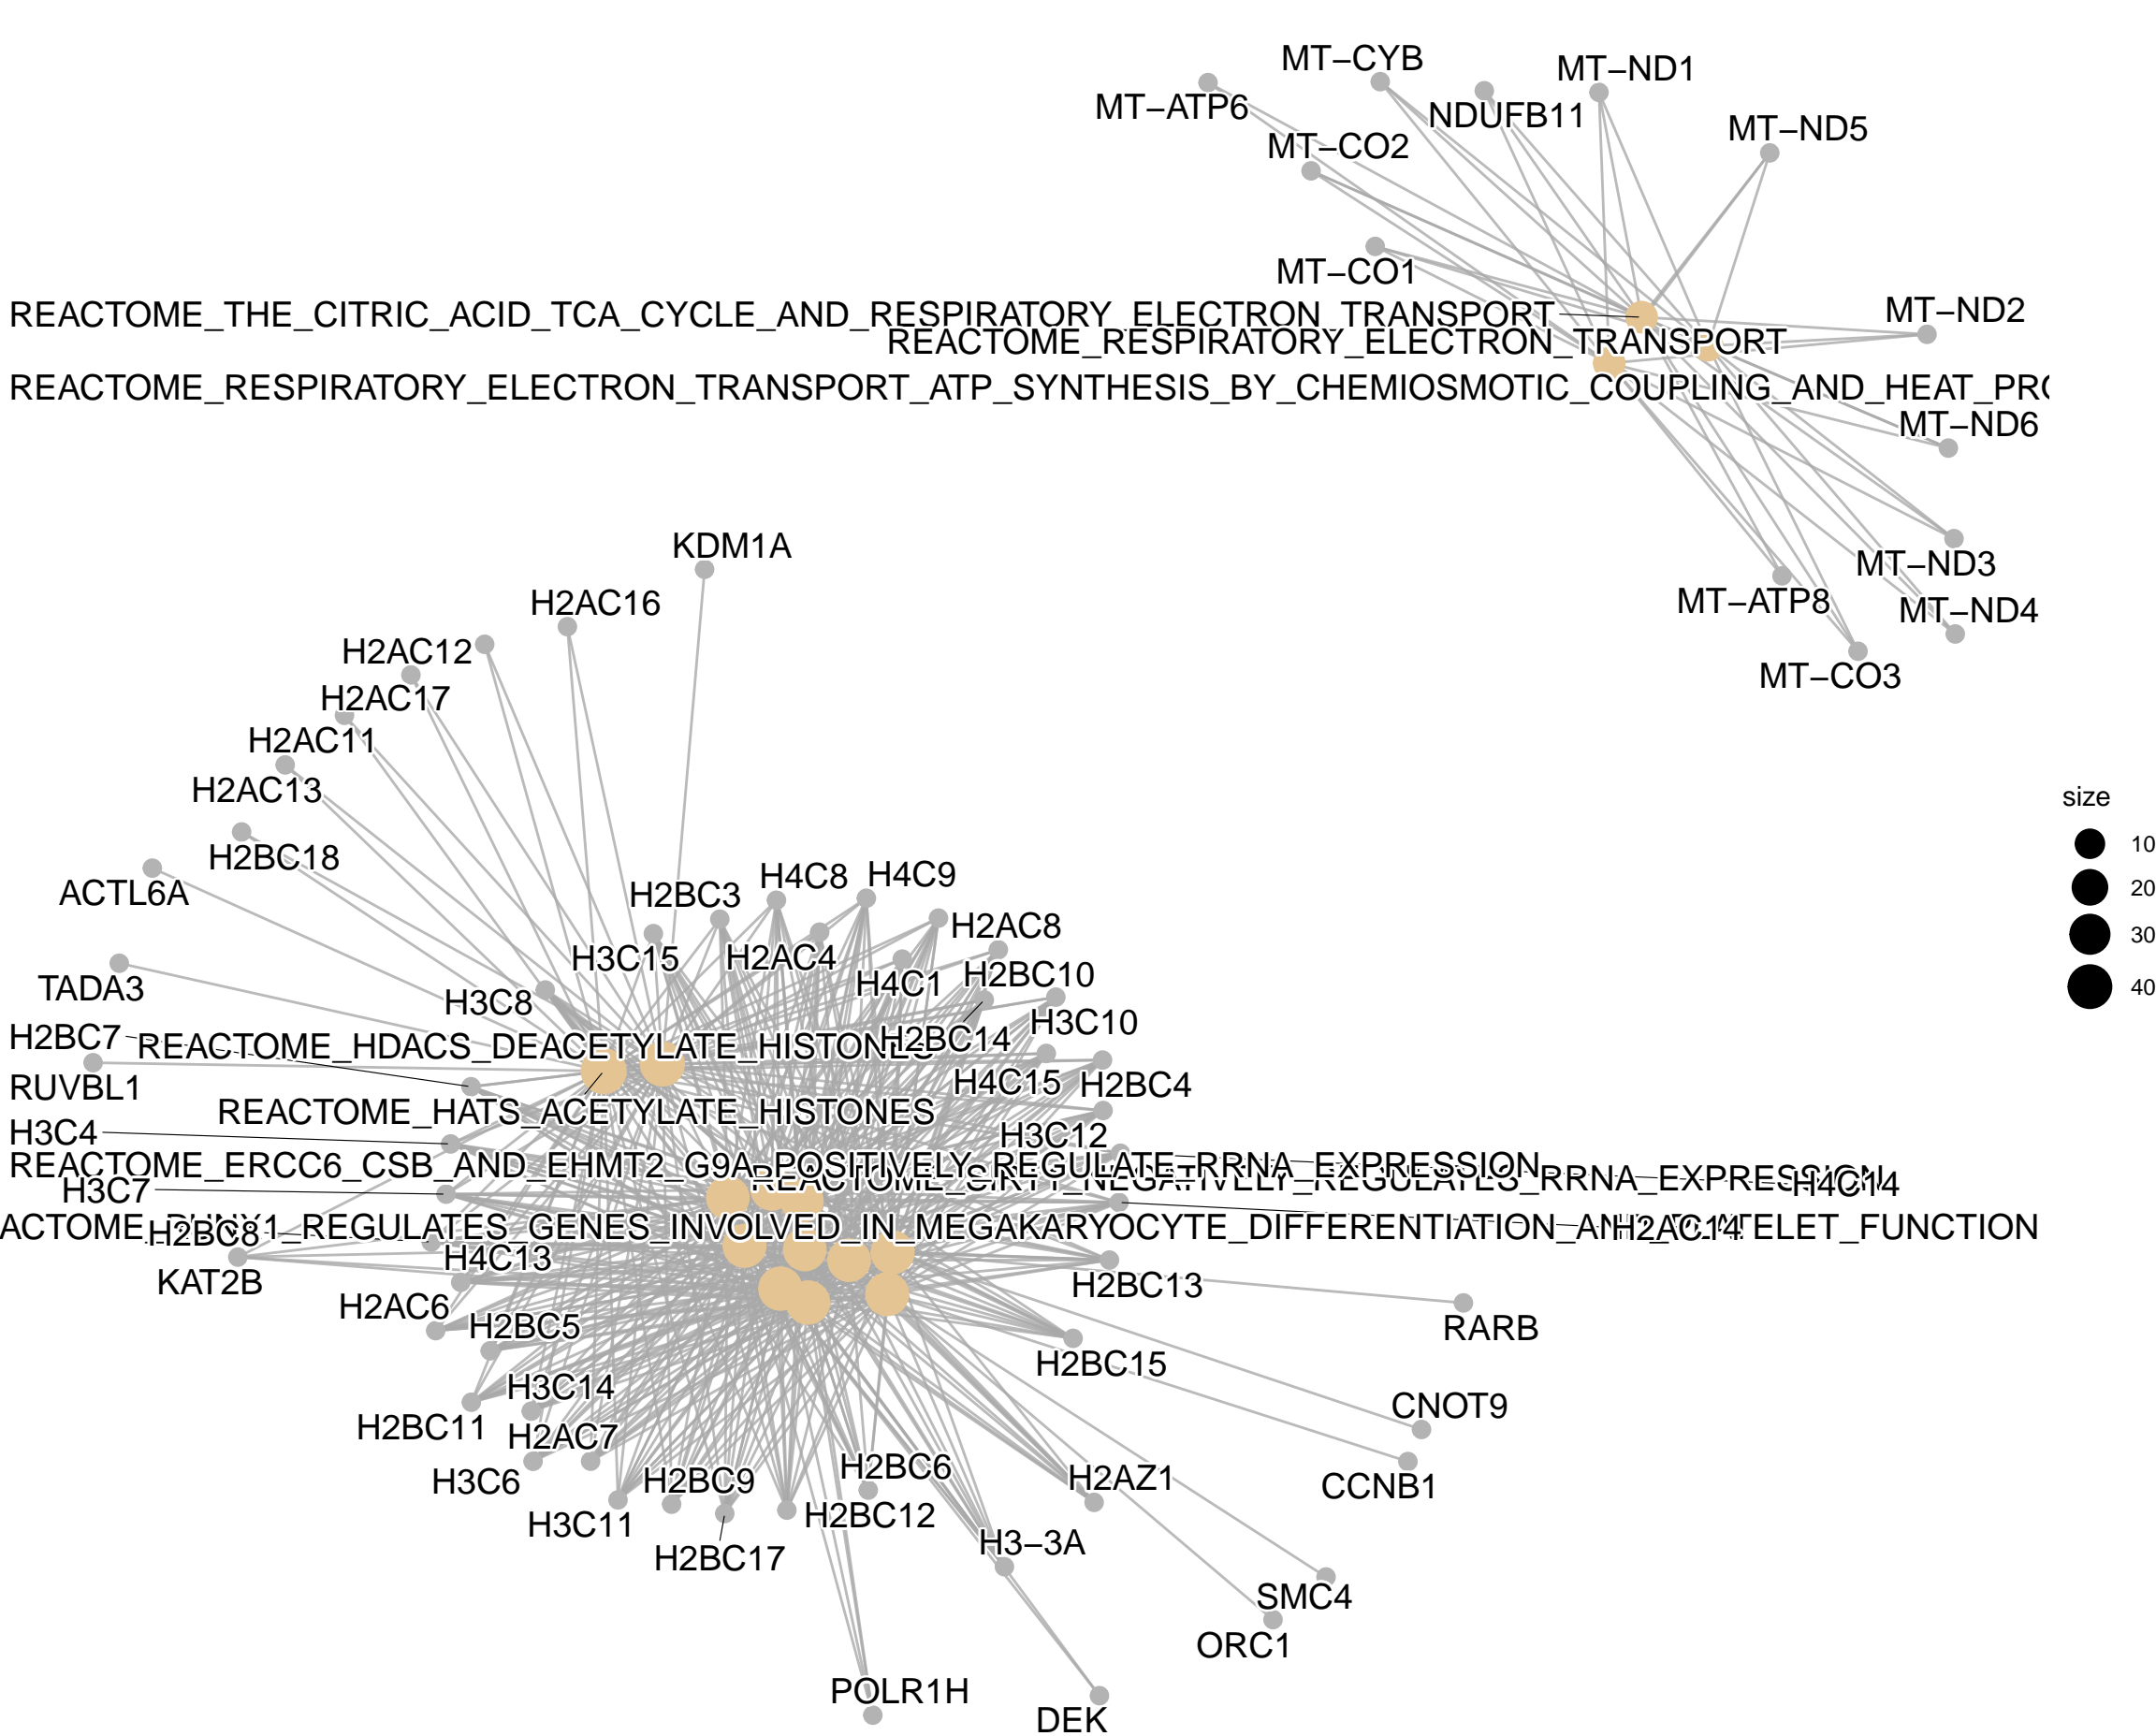 MT−CYB
MT−ND1
MT−ATP6
NDUFB11
MT−ND5
MT−CO2
MT−CO1
MT−ND2
REACTOME_THE_CITRIC_ACID_TCA_CYCLE_AND_RESPIRATORY_ELECTRON_TRANSPORT
REACTOME_RESPIRATORY_ELECTRON_TRANSPORT
REACTOME_RESPIRATORY_ELECTRON_TRANSPORT_ATP_SYNTHESIS_BY_CHEMIOSMOTIC_COUPLING_AND_HEAT_PRO
MT−ND6
KDM1A
MT−ND3
MT−ATP8
MT−ND4
H2AC16
H2AC12
MT−CO3
H2AC17
H2AC11
H2AC13
size
10
20
30
40
H2BC18
ACTL6A
H2BC3
H4C8
H4C9
H2AC8
H3C15
H2AC4
H4C1
H2BC10
TADA3
H3C8
H3C10
H2BC7
REACTOME_HDACS_DEACETYLATE_HISTONES
H2BC14
RUVBL1
H4C15
H2BC4
REACTOME_HATS_ACETYLATE_HISTONES
H3C4
H3C12
REACTOME_ERCC6_CSB_AND_EHMT2_G9A_POSITIVELY_REGULATE_RRNA_EXPRESSION
REACTOME_SIRT1_NEGATIVELY_REGULATES_RRNA_EXPRESSION
H4C14
H3C7
ACTOME_RUNX1_REGULATES_GENES_INVOLVED_IN_MEGAKARYOCYTE_DIFFERENTIATION_AND_PLATELET_FUNCTION
H2BC8
H2AC14
H4C13
KAT2B
H2BC13
H2AC6
H2BC5
RARB
H2BC15
H3C14
CNOT9
H2BC11
H2AC7
H3C6
H2BC9
H2BC6
H2AZ1
CCNB1
H3C11
H2BC12
H2BC17
H3−3A
SMC4
ORC1
POLR1H
DEK